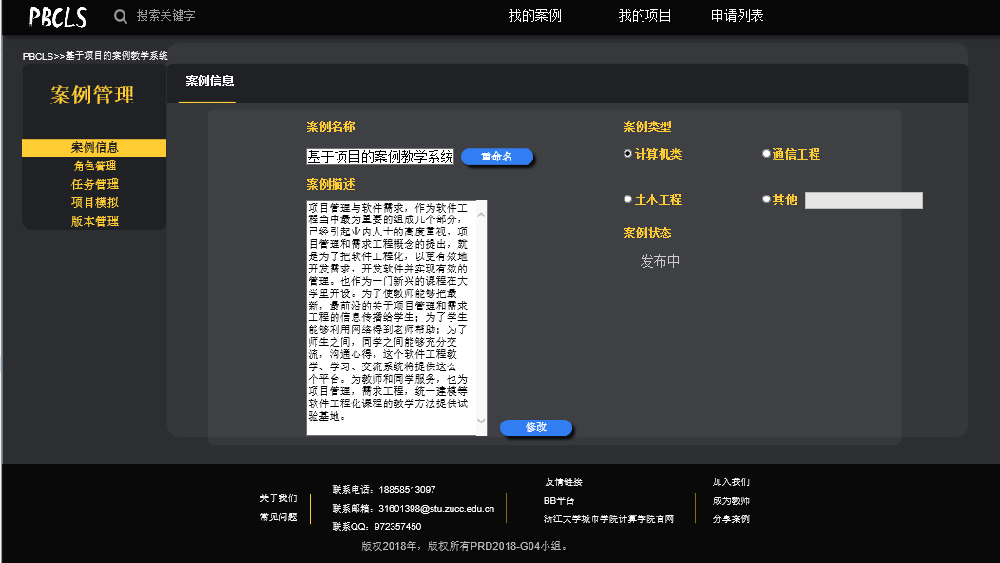 PBCLS
搜索关键字
我的案例
我的项目
申请列表
PBCLS>>基于项目的案例教学系统
案例管理
案例信息
角色管理
任务管理
项目模拟
版本管理
案例信息
案例名称
基于项目的案例教学系统
重命名
案例描述
项目管理与软件需求，作为软件工
程当中最为重要的组成几个部分，
已经引起业内人士的高度重视，项
目管理和需求工程概念的提出，就
是为了把软件工程化，以更有效地
开发需求，开发软件并实现有效的
管理。也作为一门新兴的课程在大
学里开设。为了使教师能够把最
新，最前沿的关于项目管理和需求
工程的信息传播给学生；为了学生
能够利用网络得到老师帮助；为了
师生之间，同学之间能够充分交
流，沟通心得。这个软件工程教
学、学习、交流系统将提供这么一
个平台。为教师和同学服务，也为
项目管理，需求工程，统一建模等
软件工程化课程的教学方法提供试
验基地。
修改
案例类型
计算机类
通信工程
土木工程
其他
案例状态
发布中
关于我们
常见问题
联系电话：18858513097
联系邮箱：31601398@stu.zucc.edu.cn
联系QQ：972357450
友情链接
BB平台
浙江大学城市学院计算学院官网
加入我们
成为教师
分享案例
版权2018年，版权所有PRD2018-G04小组。